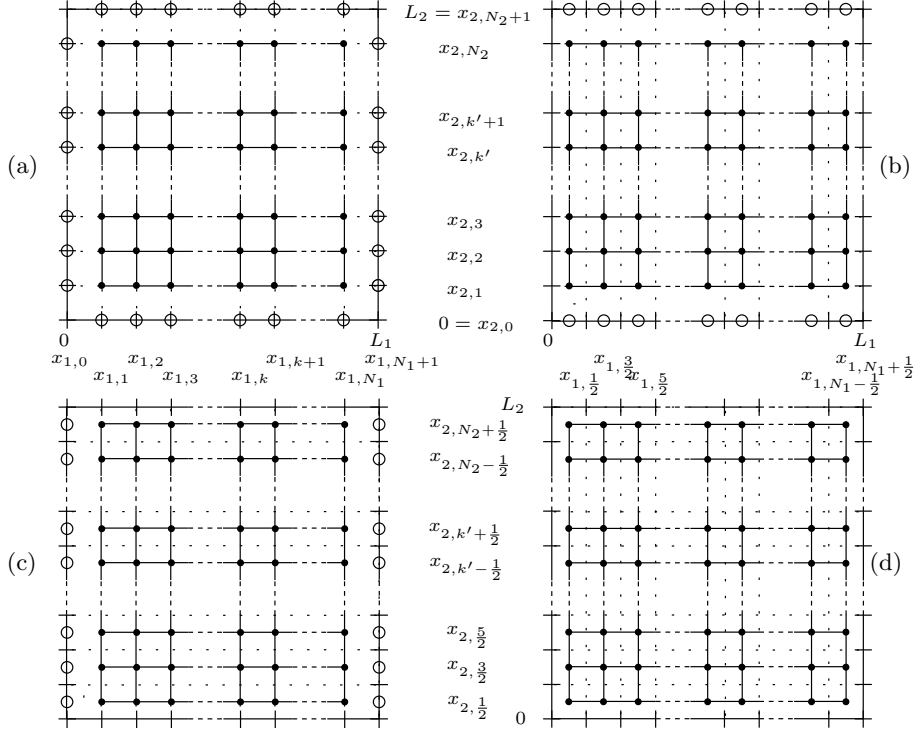 L_2 = x_{2,N_2+1}
x_{2,N_2}
x_{2,k'+1}
x_{2,k'}
(a)
(b)
x_{2,3}
x_{2,2}
x_{2,1}
0 = x_{2,0}
0 L_1 0 L_1
x_{1,0} x_{1,2} x_{1,k+1} x_{1,N_1+1} x_{1,\frac{3}{2}} x_{1,N_1+\frac{1}{2}}
x_{1,1} x_{1,3} x_{1,k} x_{1,N_1} x_{1,\frac{1}{2}} x_{1,\frac{5}{2}} x_{1,N_1-\frac{1}{2}}
L_2
x_{2,N_2+\frac{1}{2}}
x_{2,N_2-\frac{1}{2}}
x_{2,k'+\frac{1}{2}}
(c) x_{2,k'-\frac{1}{2}} (d)
x_{2,\frac{5}{2}}
x_{2,\frac{3}{2}}
x_{2,\frac{1}{2}}
0